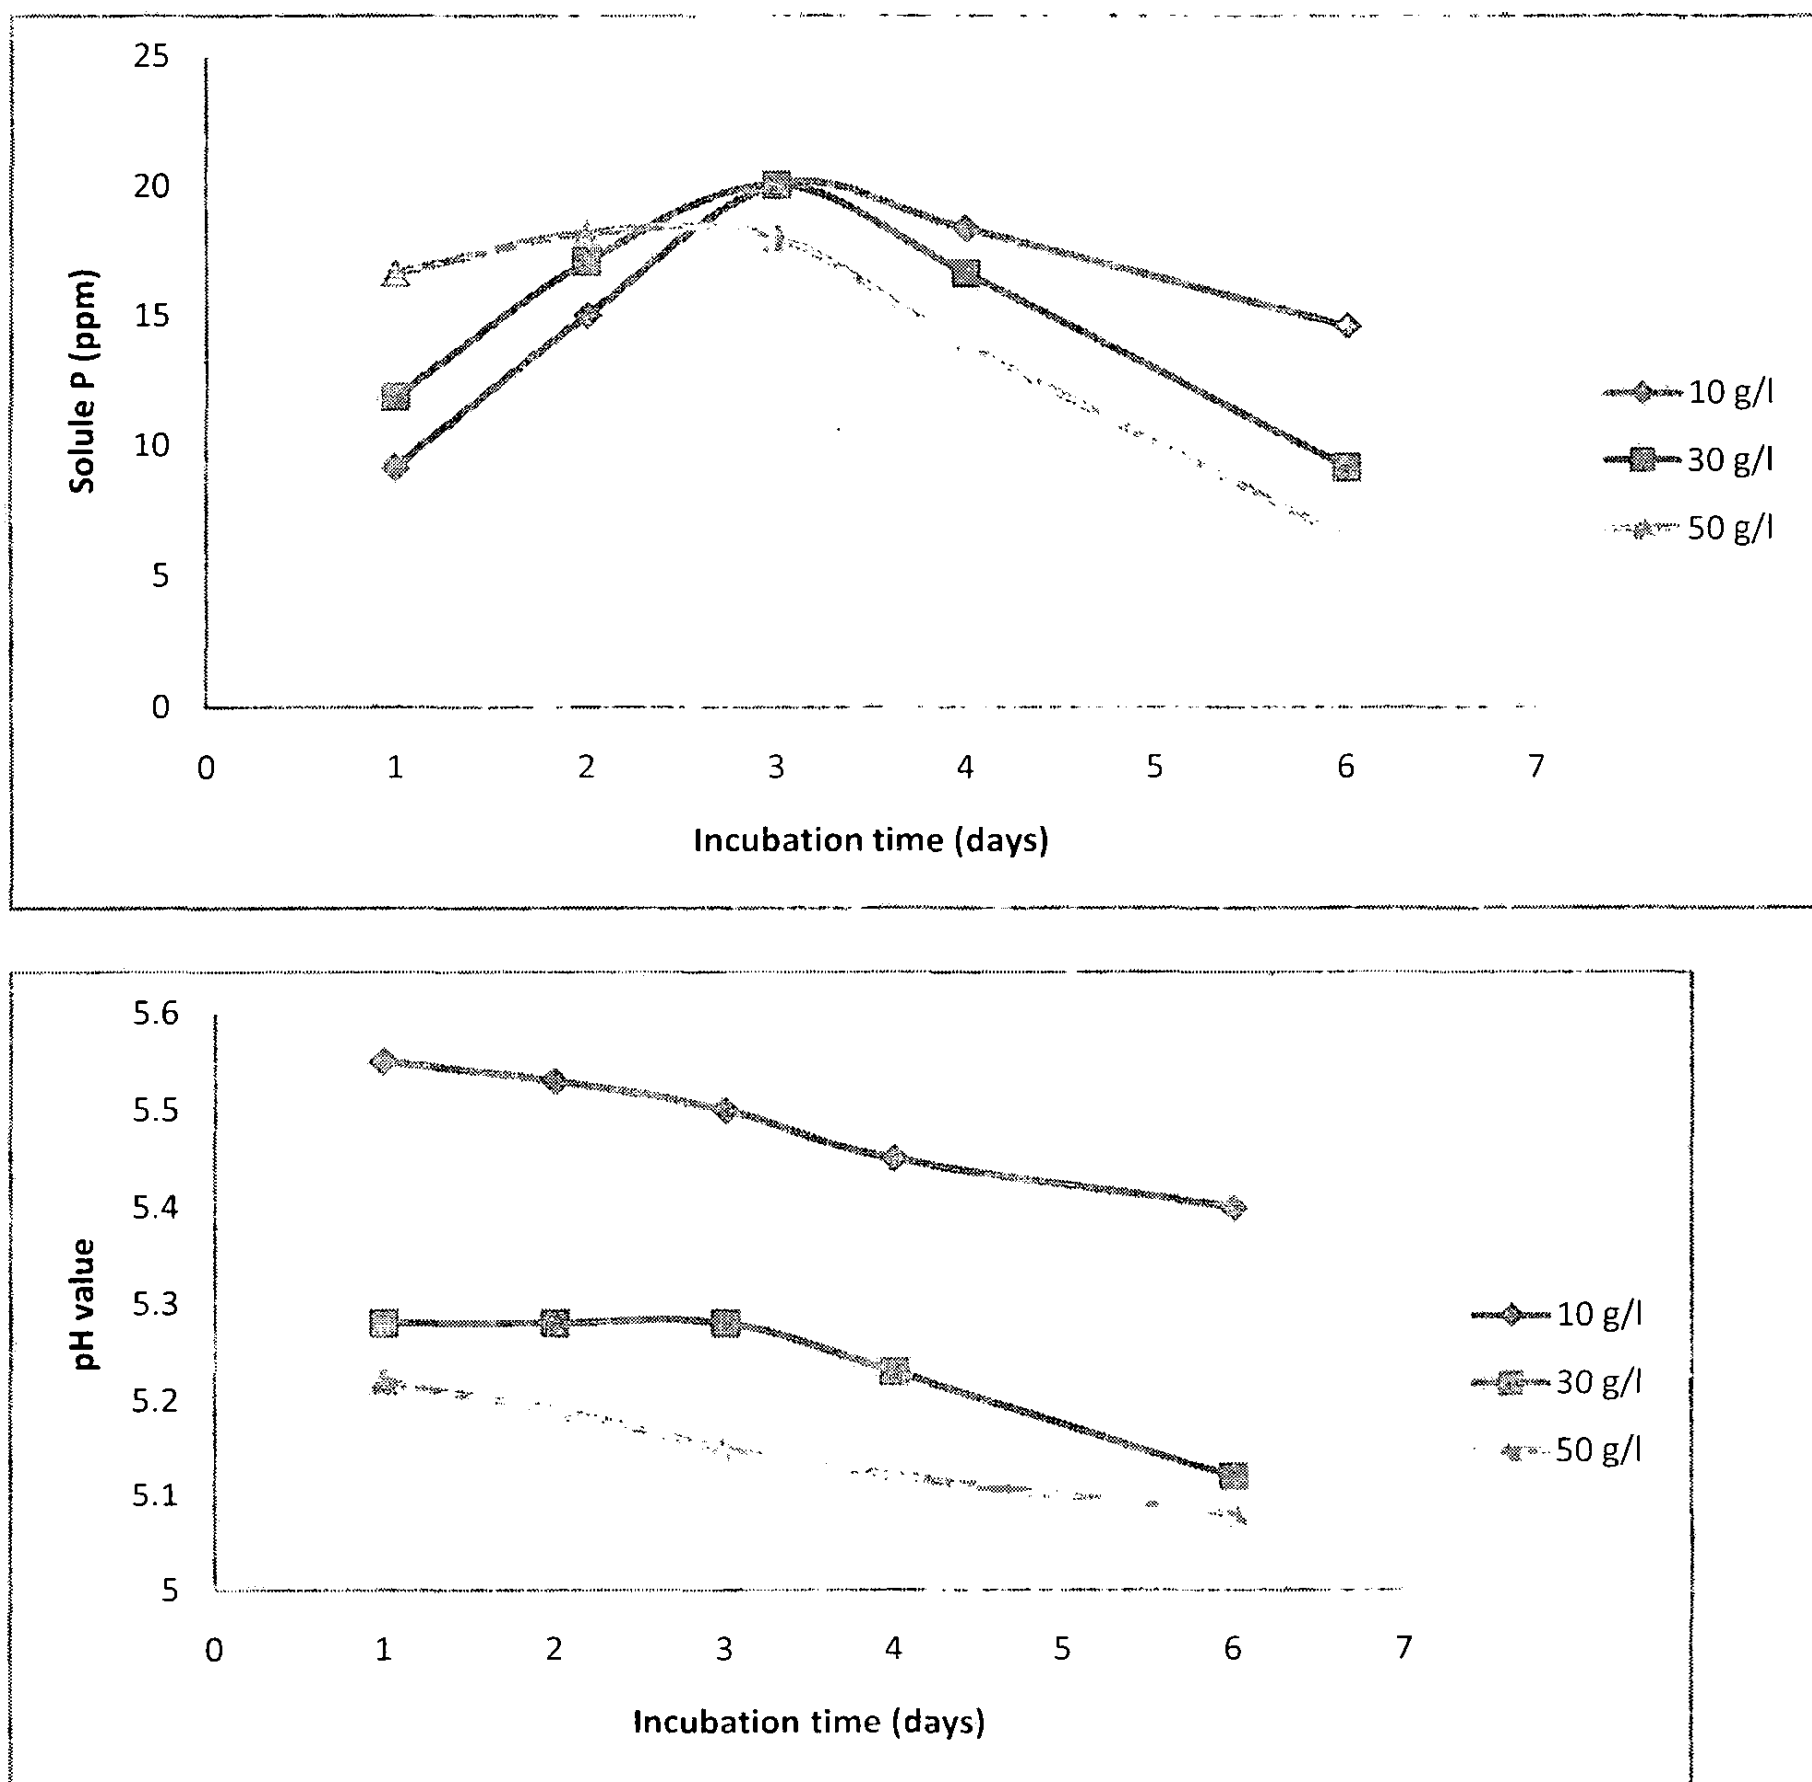 25
20
15
10
5
0
Solule P (ppm)
0 1 2 3 4 5 6 7
Incubation time (days)
10 g/l
30 g/l
50 g/l
5.6
5.5
5.4
5.3
5.2
5.1
5
pH value
0 1 2 3 4 5 6 7
Incubation time (days)
10 g/l
30 g/l
50 g/l